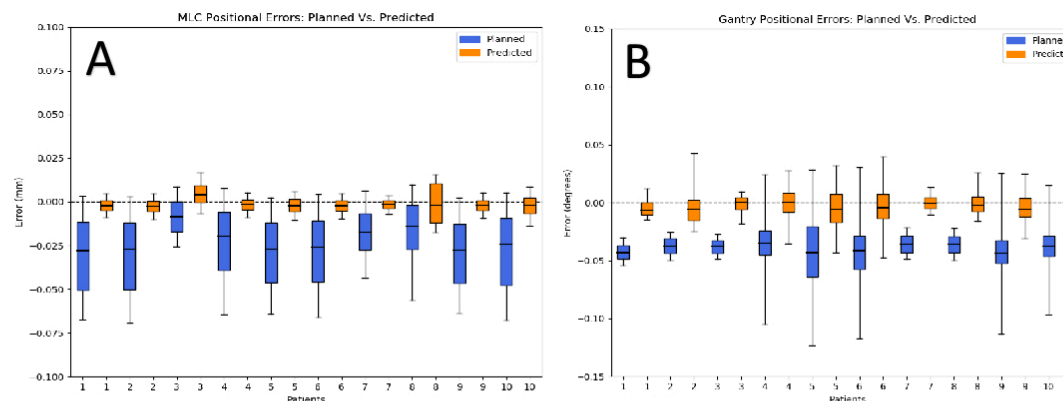 MLC Positional Errors: Planned Vs. Predicted
A
Planned
Predicted
0.100
0.075
0.050
0.025
0.000
−0.025
−0.050
−0.075
−0.100
Error (mm)
1 1 2 2 3 3 4 4 5 5 6 6 7 7 8 8 9 9 10 10
Patients
Gantry Positional Errors: Planned Vs. Predicted
B
Planne
Predict
0.15
0.10
0.05
0.00
−0.05
−0.10
−0.15
Error (degrees)
1 1 2 2 3 3 4 4 5 5 6 6 7 7 8 8 9 9 10
Patients